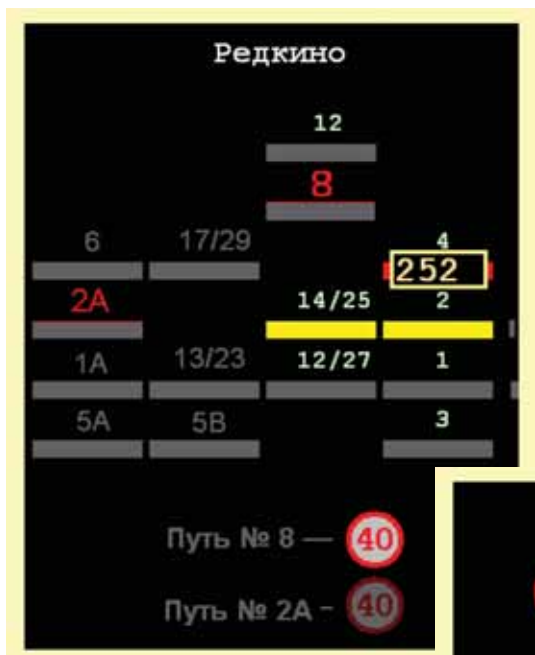 Редкино
12
8
6 17/29 4
252
2А 14/25 2
1А 13/23 12/27 1
5А 5В 3
Путь № 8 — 40
Путь № 2А - 40